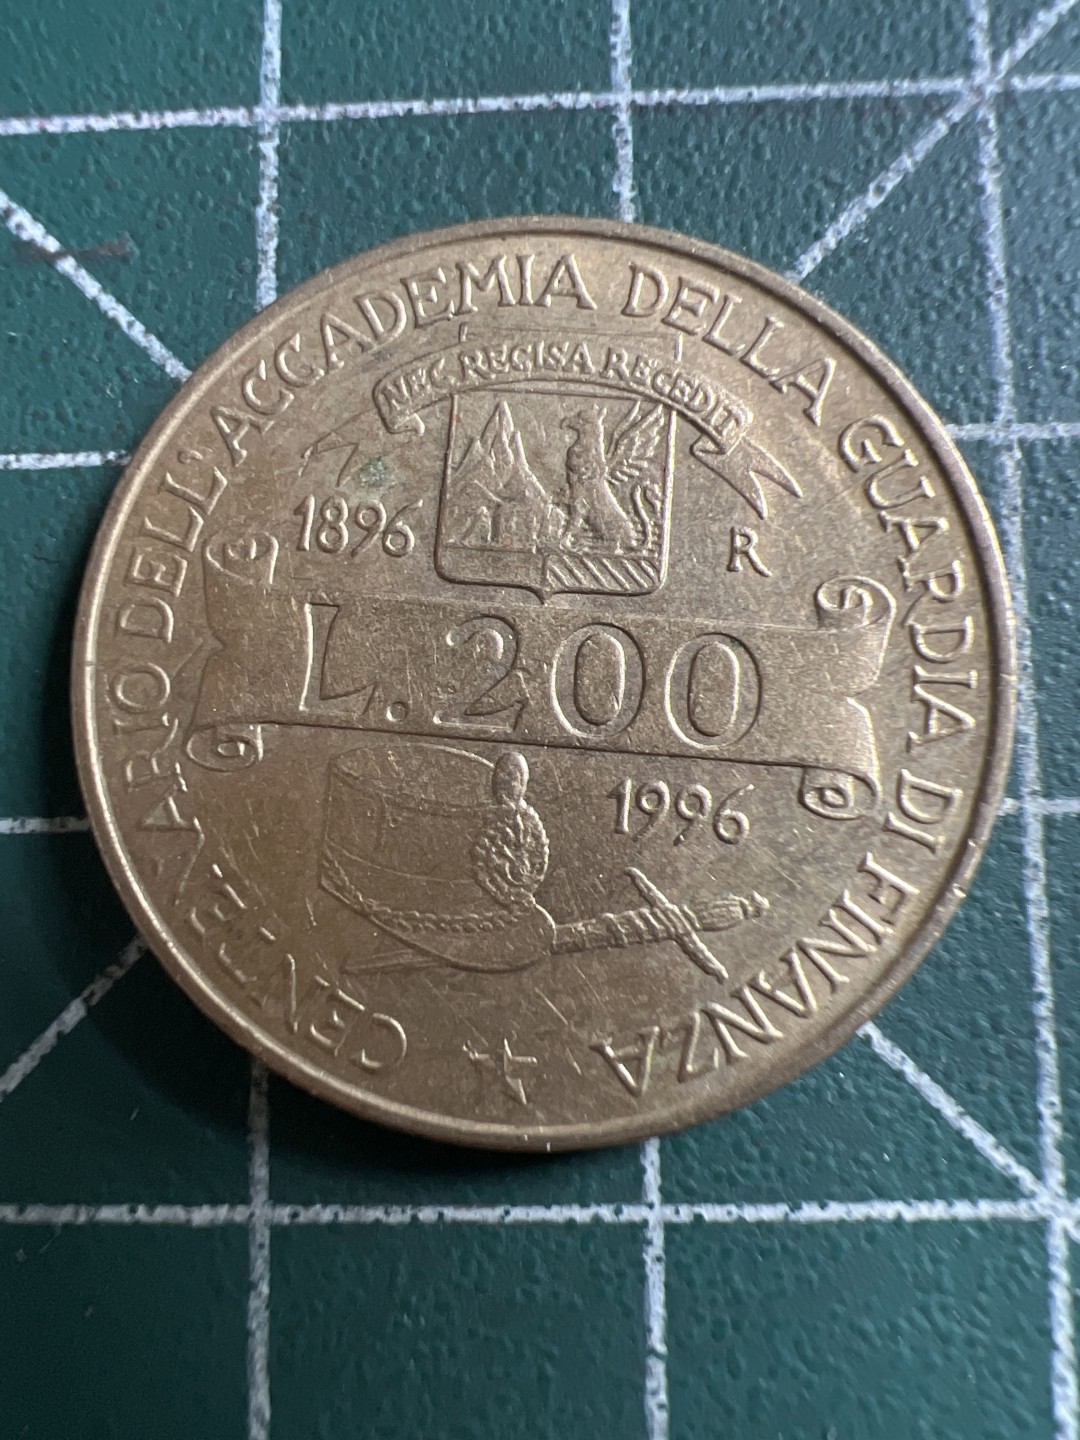 CENTENARIO DELL'ACCADEMIA DELLA GUARDIA DI FINANZA
NEC RECISA RECEDIT
1896
R
L.200
1996